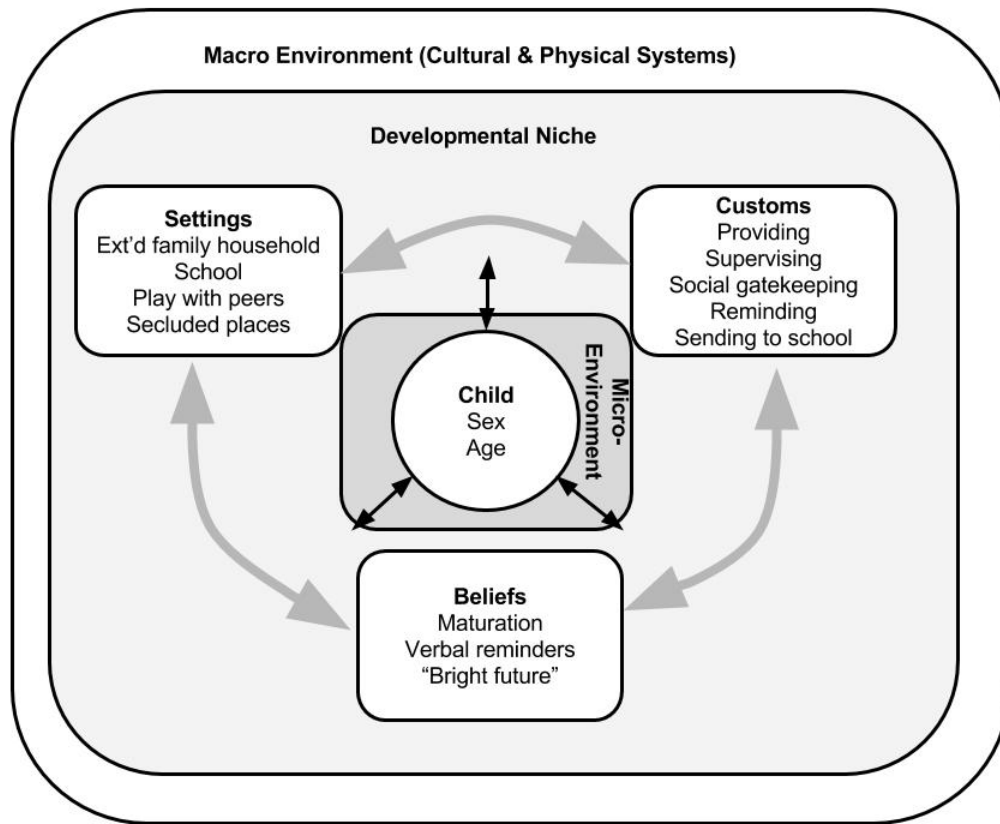 Macro Environment (Cultural & Physical Systems)
Developmental Niche
Settings
Ext’d family household
School
Play with peers
Secluded places
Customs
Providing
Supervising
Social gatekeeping
Reminding
Sending to school
Child
Sex
Age
Micro-
Environment
Beliefs
Maturation
Verbal reminders
“Bright future”